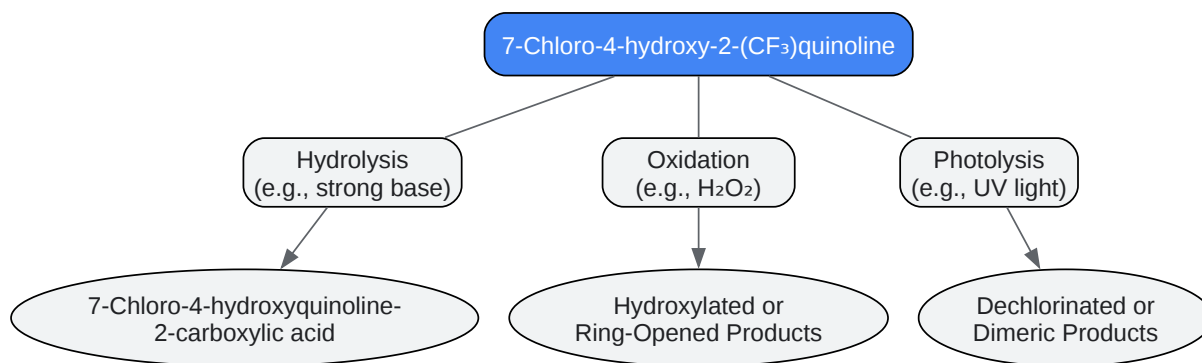 7-Chloro-4-hydroxy-2-(CF₃)quinoline
Hydrolysis
(e.g., strong base)
Oxidation
(e.g., H₂O₂)
Photolysis
(e.g., UV light)
7-Chloro-4-hydroxyquinoline-
2-carboxylic acid
Hydroxylated or
Ring-Opened Products
Dechlorinated or
Dimeric Products